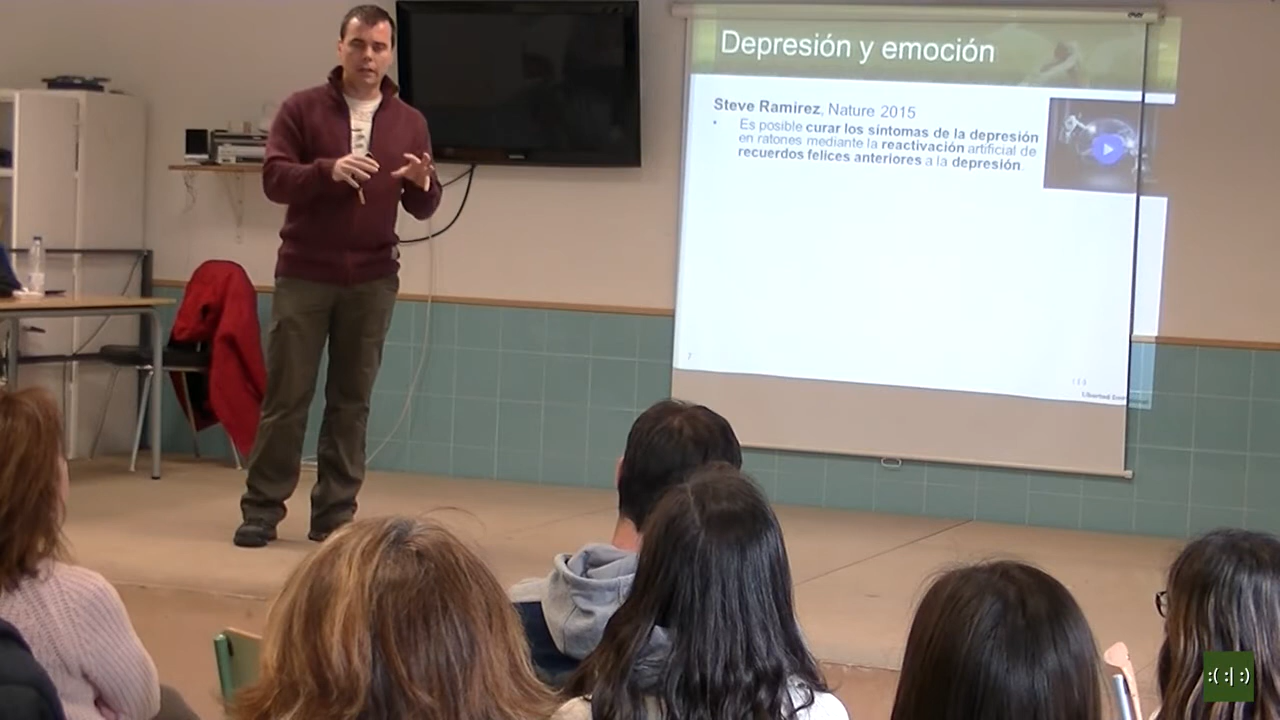 Depresión y emoción
Steve Ramirez, Nature 2015
• Es posible curar los síntomas de la depresión
en ratones mediante la reactivación artificial de
recuerdos felices anteriores a la depresión.
7
:( :| :)